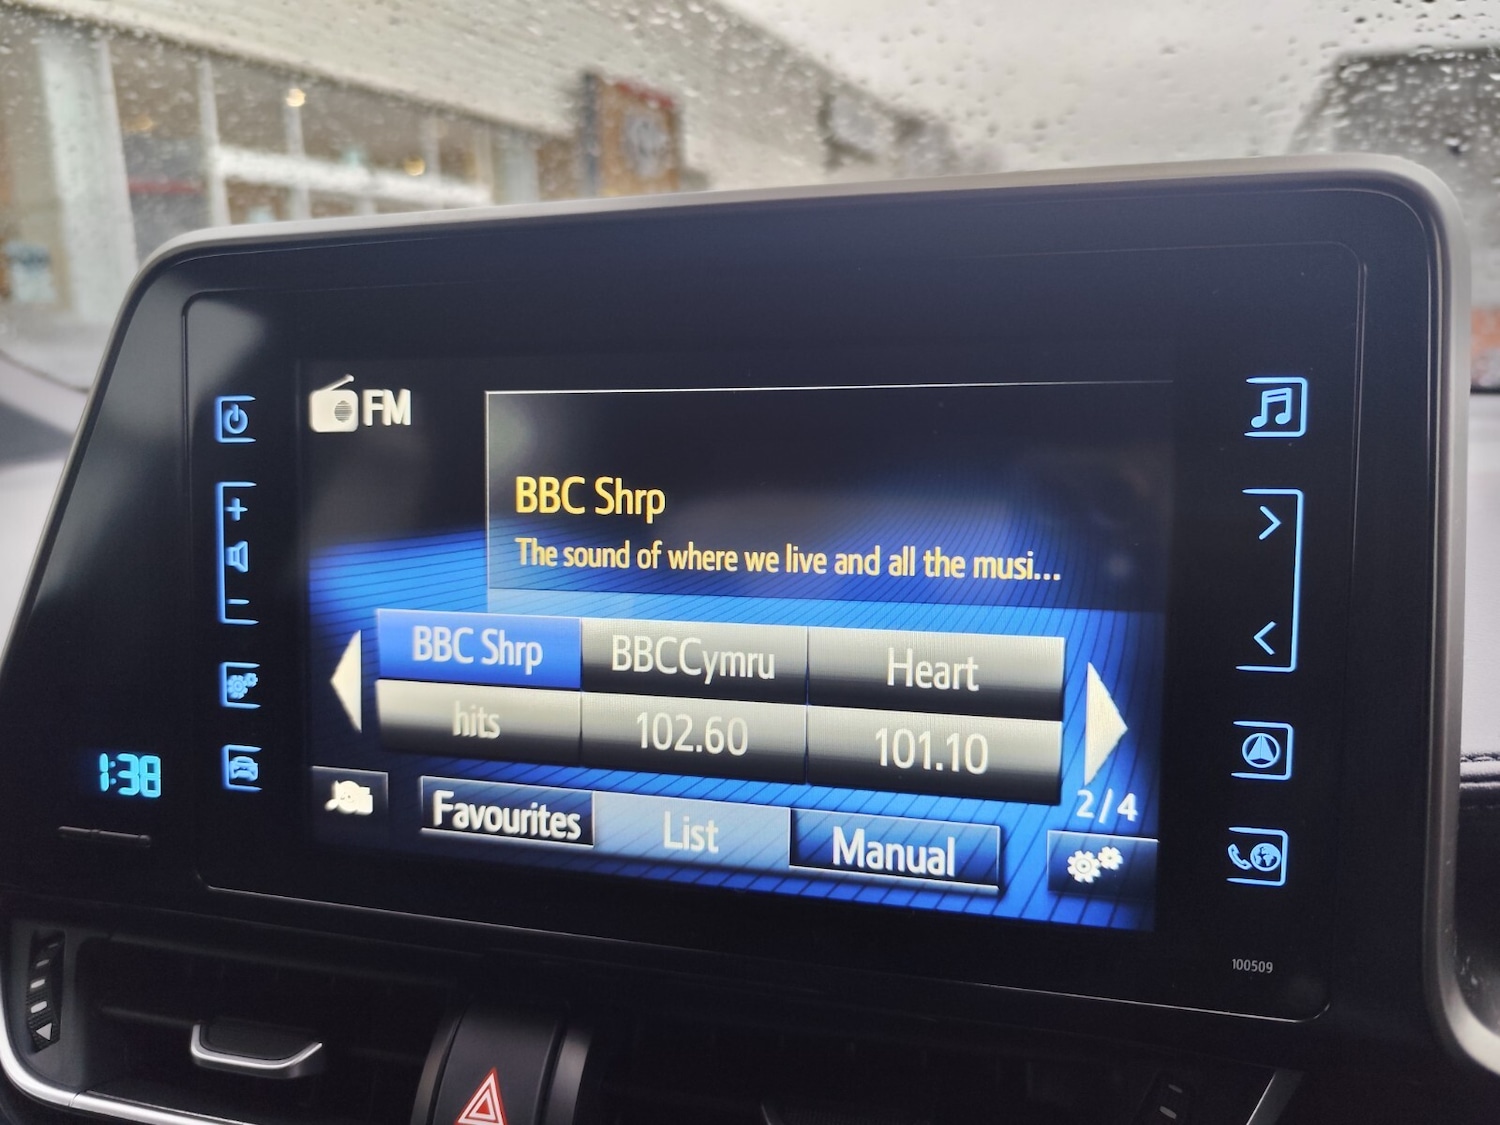 FM
BBC Shrp
The sound of where we live and all the musi...
BBC Shrp
BBCCymru
Heart
hits
102.60
101.10
2/4
Favourites
List
Manual
1:38
100509